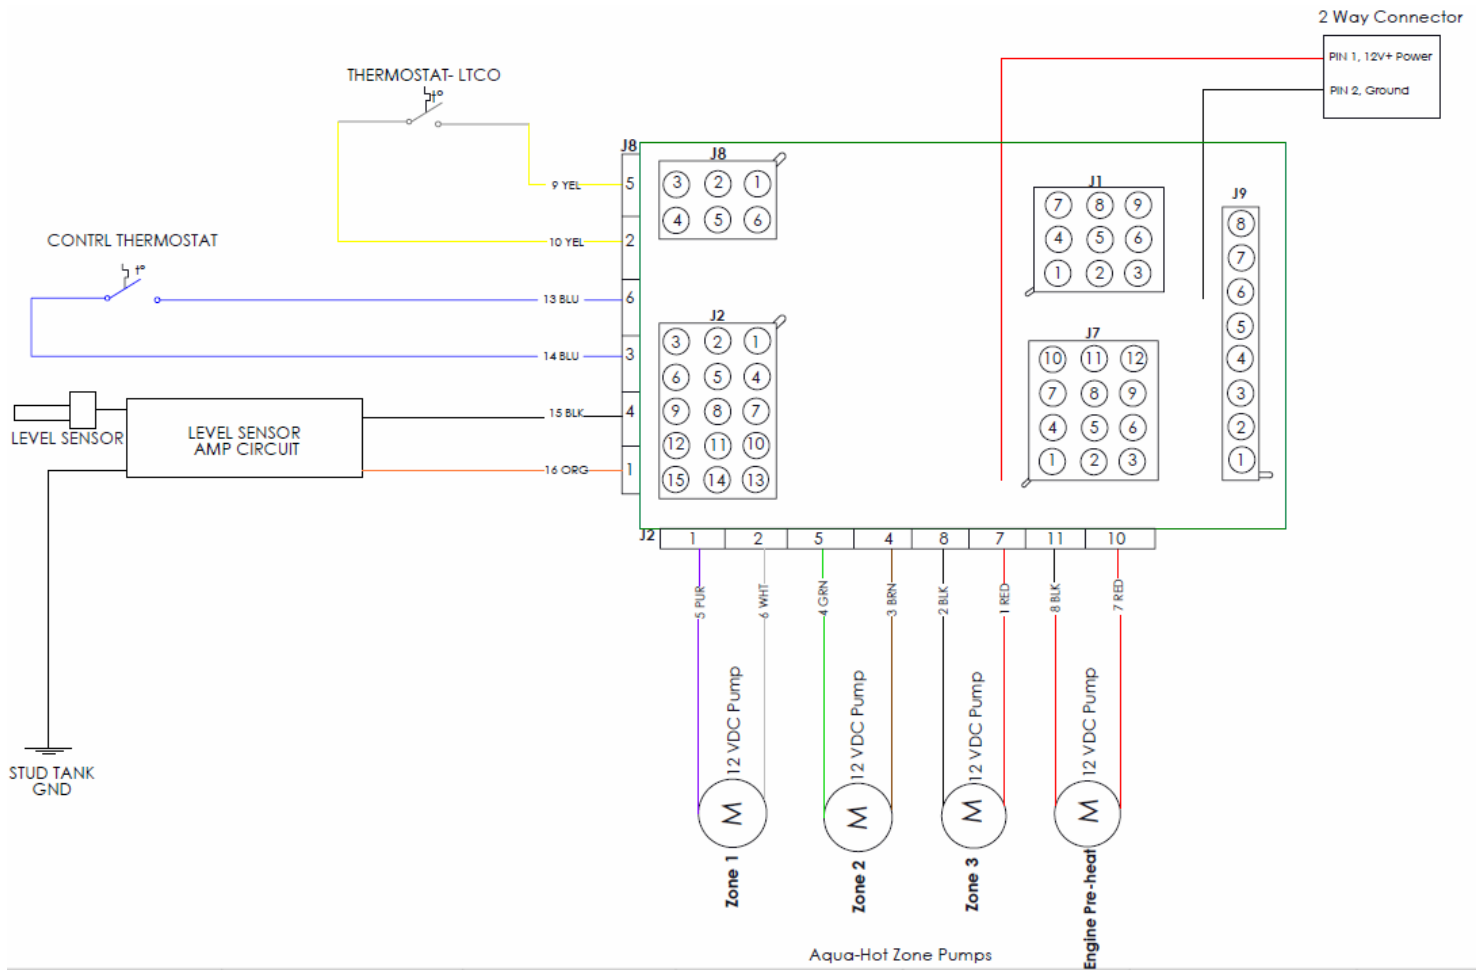 2 Way Connector
PIN 1, 12V+ Power
PIN 2, Ground
THERMOSTAT- LTCO
t°
CONTRL THERMOSTAT
t°
J8
5
2
6
3
4
1
9 YEL
10 YEL
13 BLU
14 BLU
15 BLK
16 ORG
LEVEL SENSOR
LEVEL SENSOR
AMP CIRCUIT
STUD TANK
GND
J8
3 2 1
4 5 6
J2
3 2 1
6 5 4
9 8 7
12 11 10
15 14 13
J1
7 8 9
4 5 6
1 2 3
J7
10 11 12
7 8 9
4 5 6
1 2 3
J9
8
7
6
5
4
3
2
1
J2 1 2 5 4 8 7 11 10
5 PUR
6 WHT
4 GRN
3 BRN
2 BLK
1 RED
8 BLK
7 RED
12 VDC Pump
12 VDC Pump
12 VDC Pump
12 VDC Pump
M
M
M
M
Zone 1
Zone 2
Zone 3
Engine Pre-heat
Aqua-Hot Zone Pumps